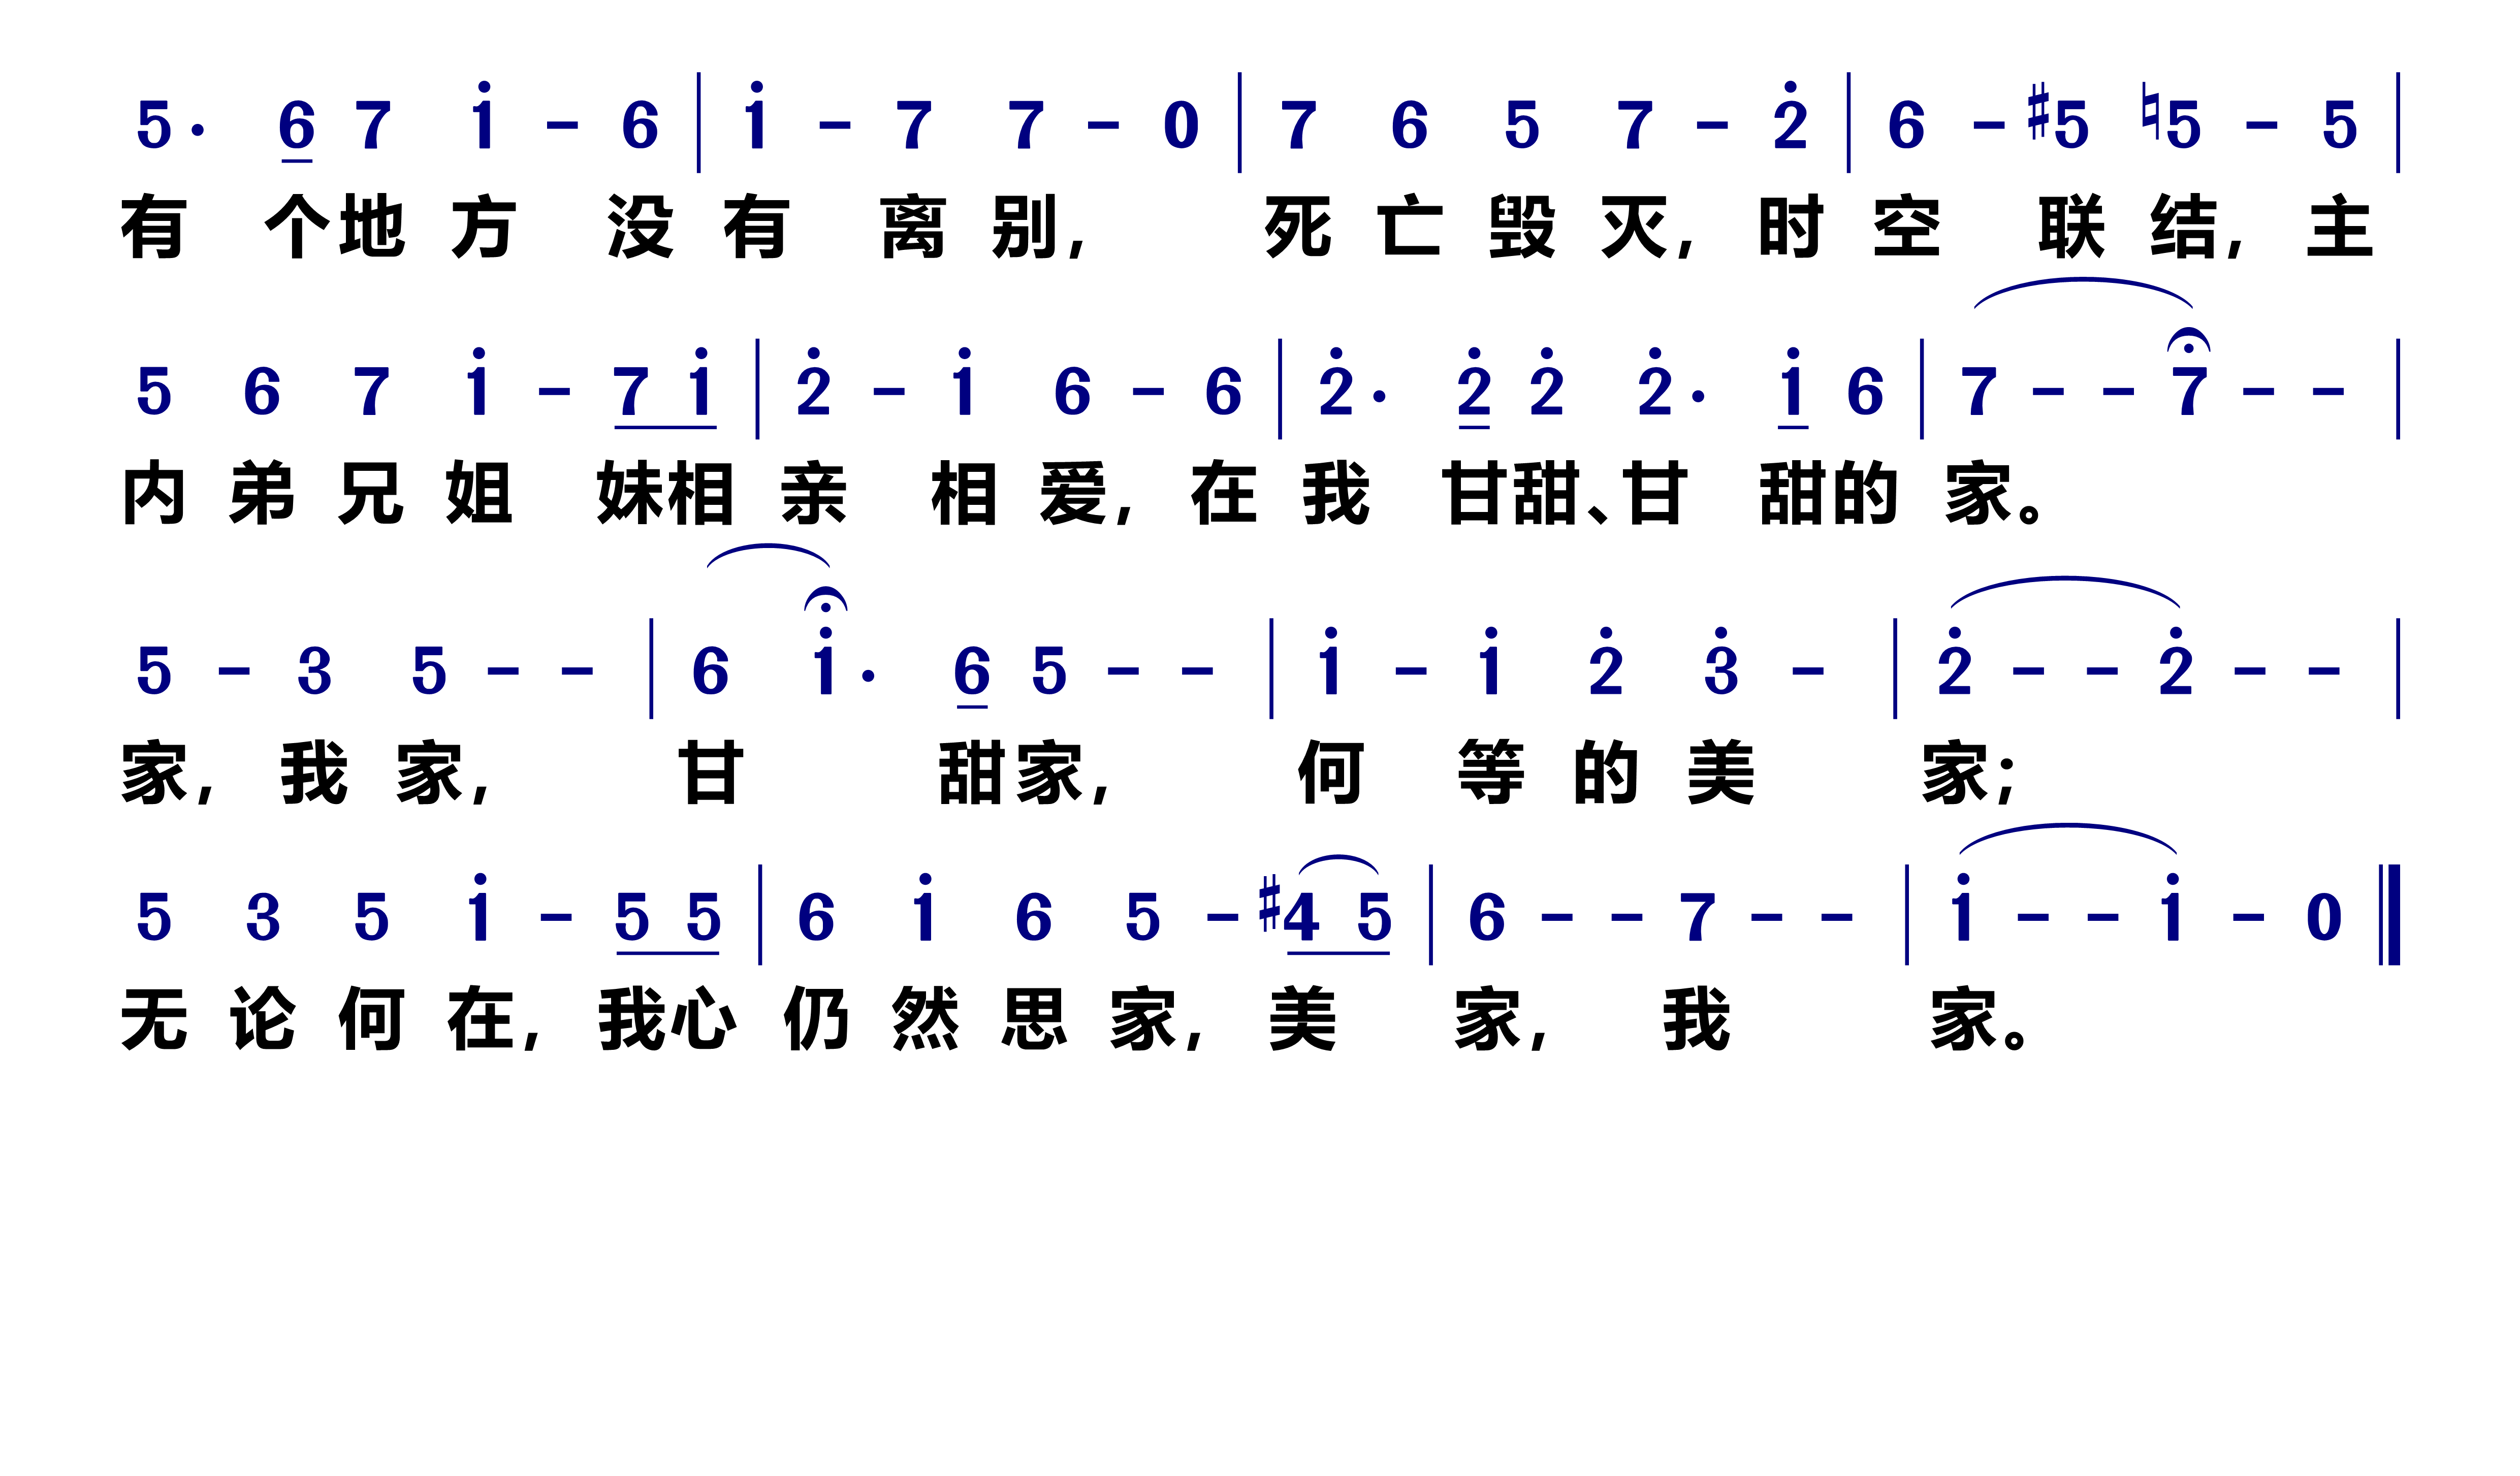 5· 6 7 i – 6 | i – 7 7 – 0 | 7 6 5 7 – 2̇ | 6 – ♯5 ♮5 – 5 |
有 个地 方 没 有 离 别, 死 亡 毁 灭, 时 空 联 结, 主
5 6 7 i – 7 i | 2̇ – i 6 – 6 | 2̇· 2̇ 2̇ 2̇· i 6 | 7 – – 7 – – |
内 弟 兄 姐 妹相 亲 相 爱, 在 我 甘甜、甘 甜的 家。
5 – 3 5 – – | 6 i· 6 5 – – | i – i 2̇ 3̇ – | 2̇ – – 2̇ – – |
家, 我 家, 甘 甜家, 何 等 的 美 家;
5 3 5 i – 5 5 | 6 i 6 5 – ♯4 5 | 6 – – 7 – – | i – – i – 0 ‖
无 论 何 在, 我心 仍 然 思 家, 美 家, 我 家。